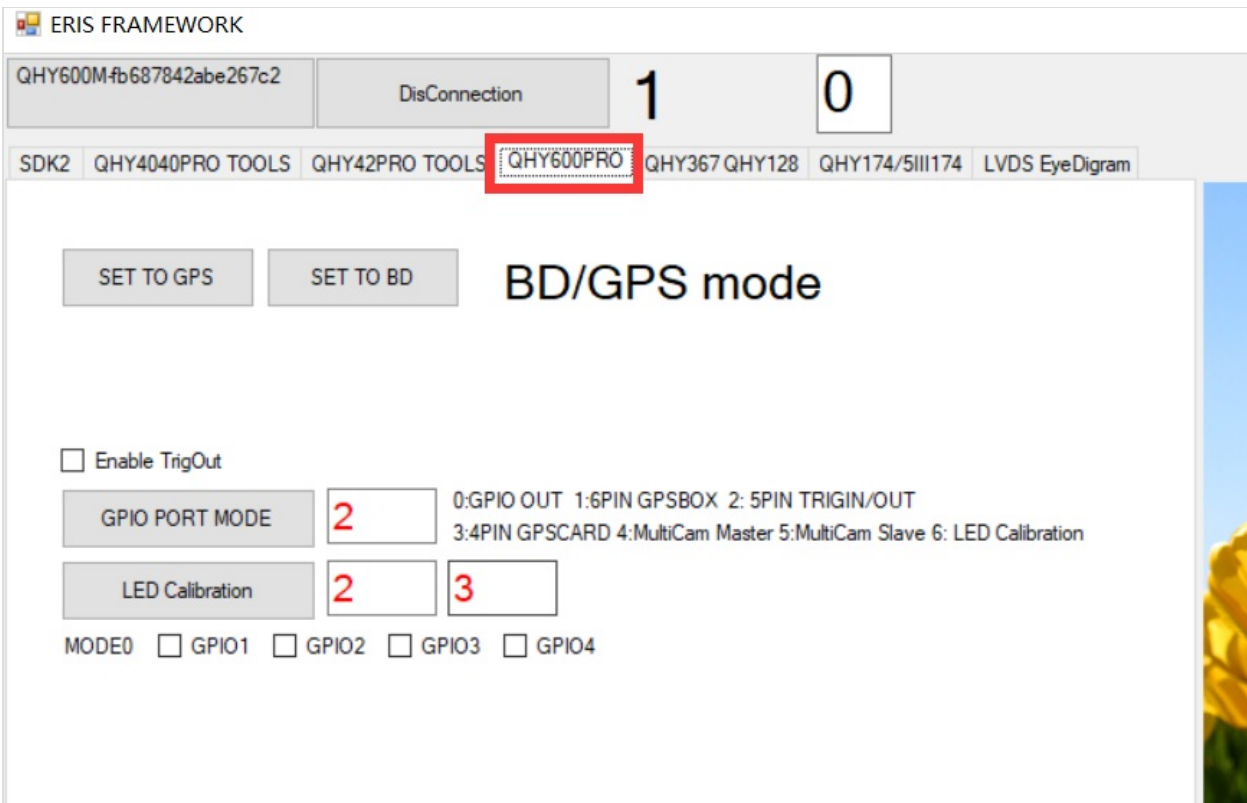 ERIS FRAMEWORK
QHY600M-fb687842abe267c2
DisConnection
1
0
SDK2 QHY4040PRO TOOLS QHY42PRO TOOLS QHY600PRO QHY367 QHY128 QHY174/5III174 LVDS EyeDigram
SET TO GPS SET TO BD BD/GPS mode
Enable TrigOut
GPIO PORT MODE 2 0:GPIO OUT 1:6PIN GPSBOX 2: 5PIN TRIGIN/OUT
3:4PIN GPSCARD 4:MultiCam Master 5:MultiCam Slave 6: LED Calibration
LED Calibration 2 3
MODE0 GPIO1 GPIO2 GPIO3 GPIO4